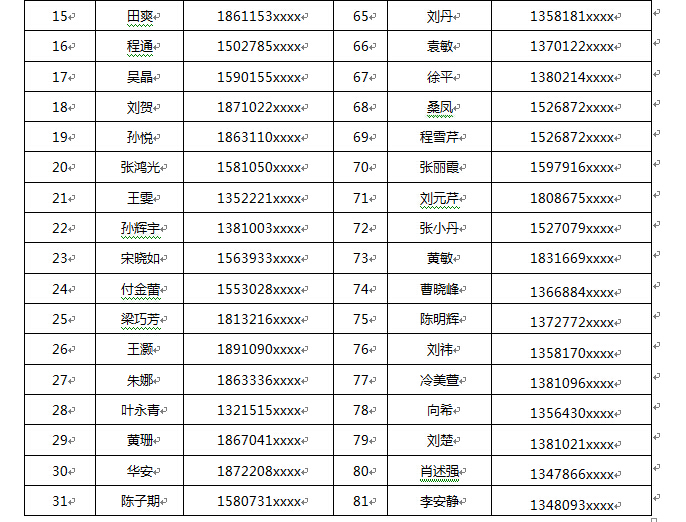 15 田爽 1861153xxxx 65 刘丹 1358181xxxx
16 程通 1502785xxxx 66 袁敏 1370122xxxx
17 吴晶 1590155xxxx 67 徐平 1380214xxxx
18 刘贺 1871022xxxx 68 桑凤 1526872xxxx
19 孙悦 1863110xxxx 69 程雪芹 1526872xxxx
20 张鸿光 1581050xxxx 70 张丽霞 1597916xxxx
21 王雯 1352221xxxx 71 刘元芹 1808675xxxx
22 孙辉宇 1381003xxxx 72 张小丹 1527079xxxx
23 宋晓如 1563933xxxx 73 黄敏 1831669xxxx
24 付金蕾 1553028xxxx 74 曹晓峰 1366884xxxx
25 梁巧芳 1813216xxxx 75 陈明辉 1372772xxxx
26 王灏 1891090xxxx 76 刘祎 1358170xxxx
27 朱娜 1863336xxxx 77 冷美萱 1381096xxxx
28 叶永青 1321515xxxx 78 向希 1356430xxxx
29 黄珊 1867041xxxx 79 刘楚 1381021xxxx
30 华安 1872208xxxx 80 肖述强 1347866xxxx
31 陈子期 1580731xxxx 81 李安静 1348093xxxx